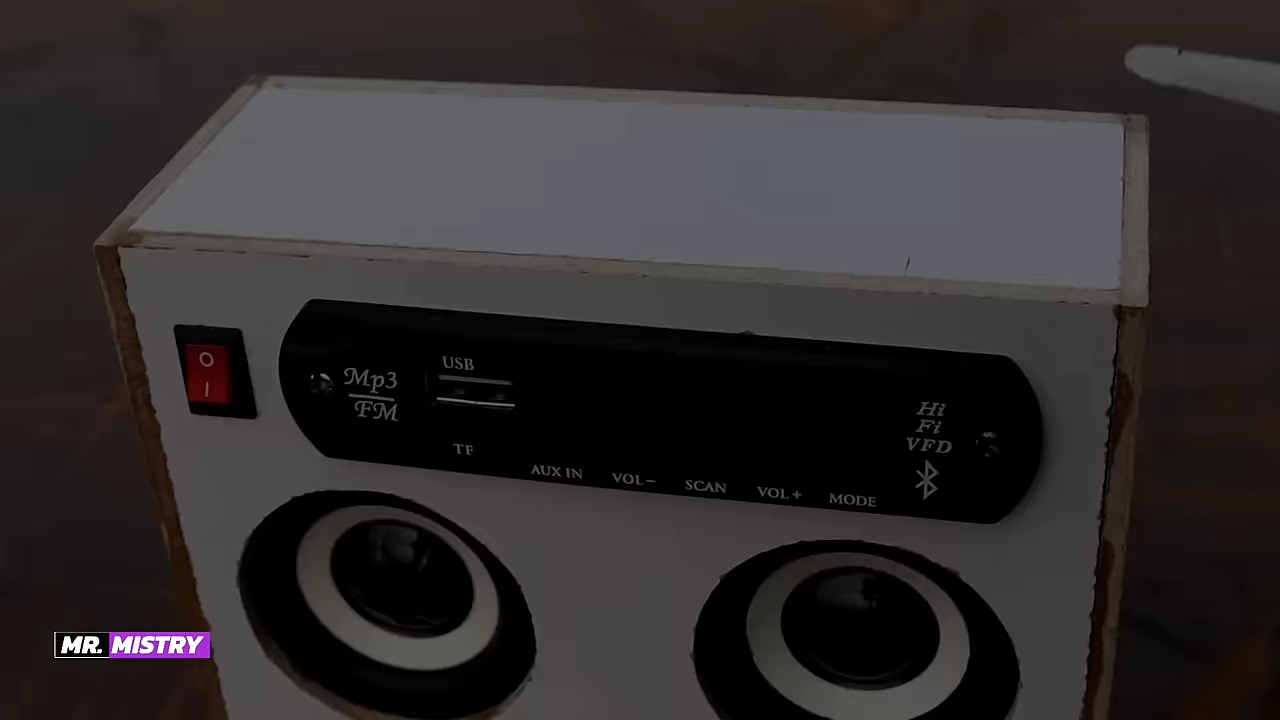 O
I
Mp3
FM
USB
TF
AUX IN
VOL−
SCAN
VOL+
MODE
Hi
Fi
VFD
MR. MISTRY